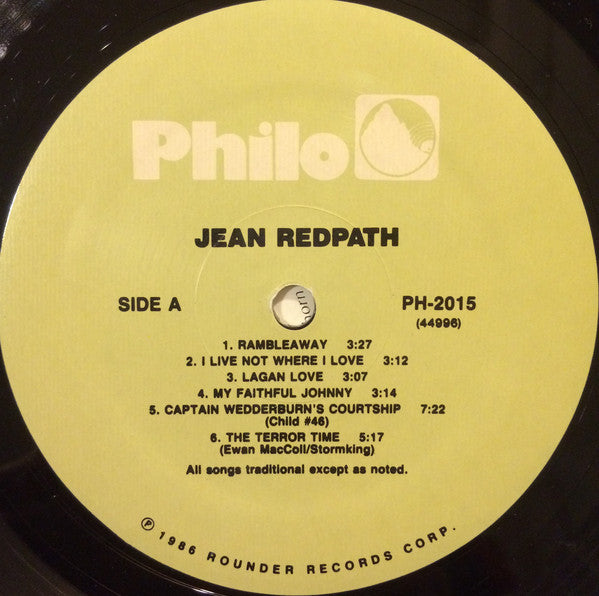 Philo
JEAN REDPATH
SIDE A
PH-2015
(44996)
1. RAMBLEAWAY 3:27
2. I LIVE NOT WHERE I LOVE 3:12
3. LAGAN LOVE 3:07
4. MY FAITHFUL JOHNNY 3:14
5. CAPTAIN WEDDERBURN'S COURTSHIP 7:22
(Child #46)
6. THE TERROR TIME 5:17
(Ewan MacColl/Stormking)
All songs traditional except as noted.
℗ 1986 ROUNDER RECORDS CORP.